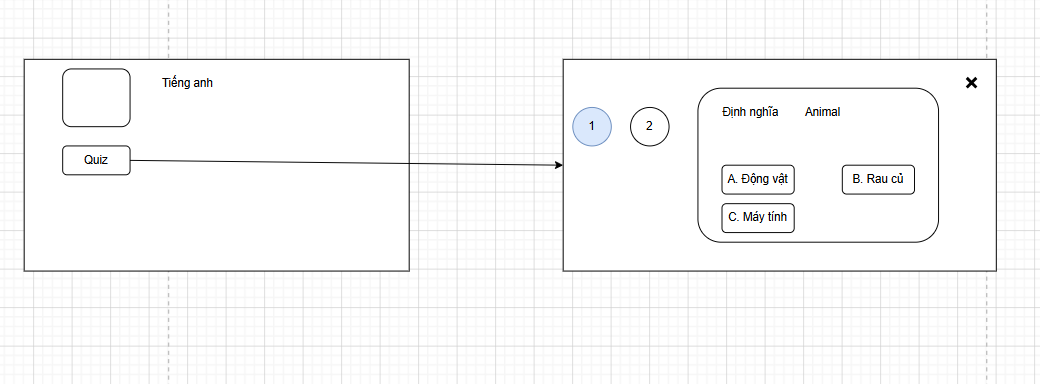 Tiếng anh
Quiz
1
2
Định nghĩa Animal
A. Động vật
B. Rau củ
C. Máy tính